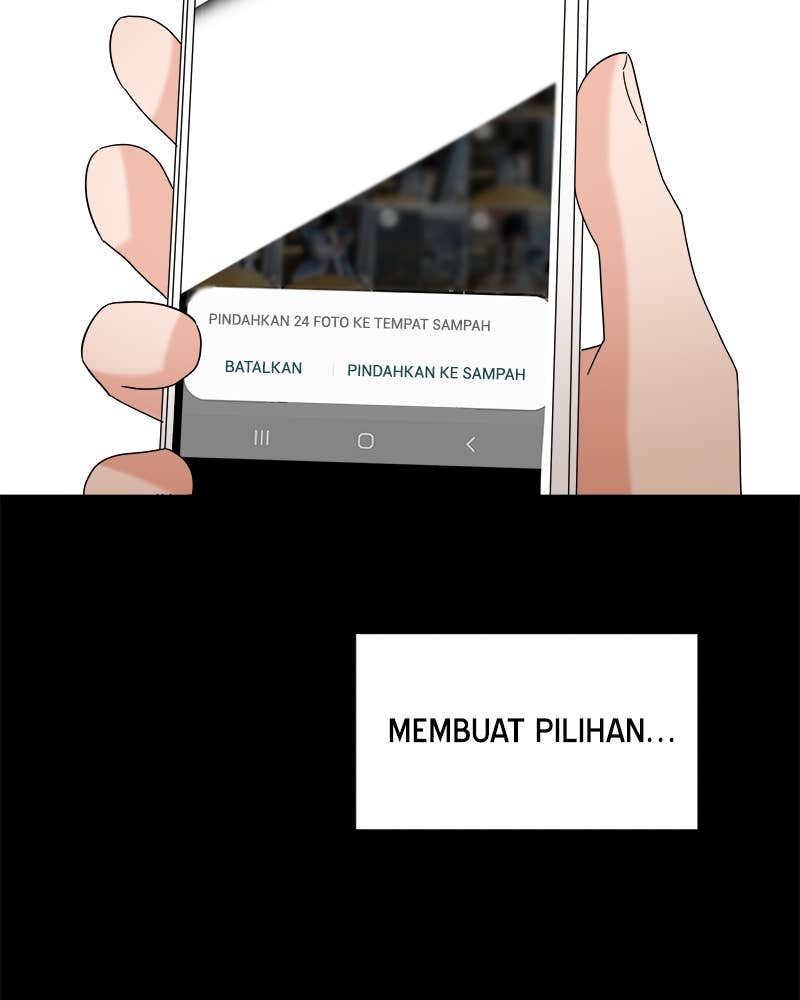 PINDAHKAN 24 FOTO KE TEMPAT SAMPAH
BATALKAN
PINDAHKAN KE SAMPAH
MEMBUAT PILIHAN...